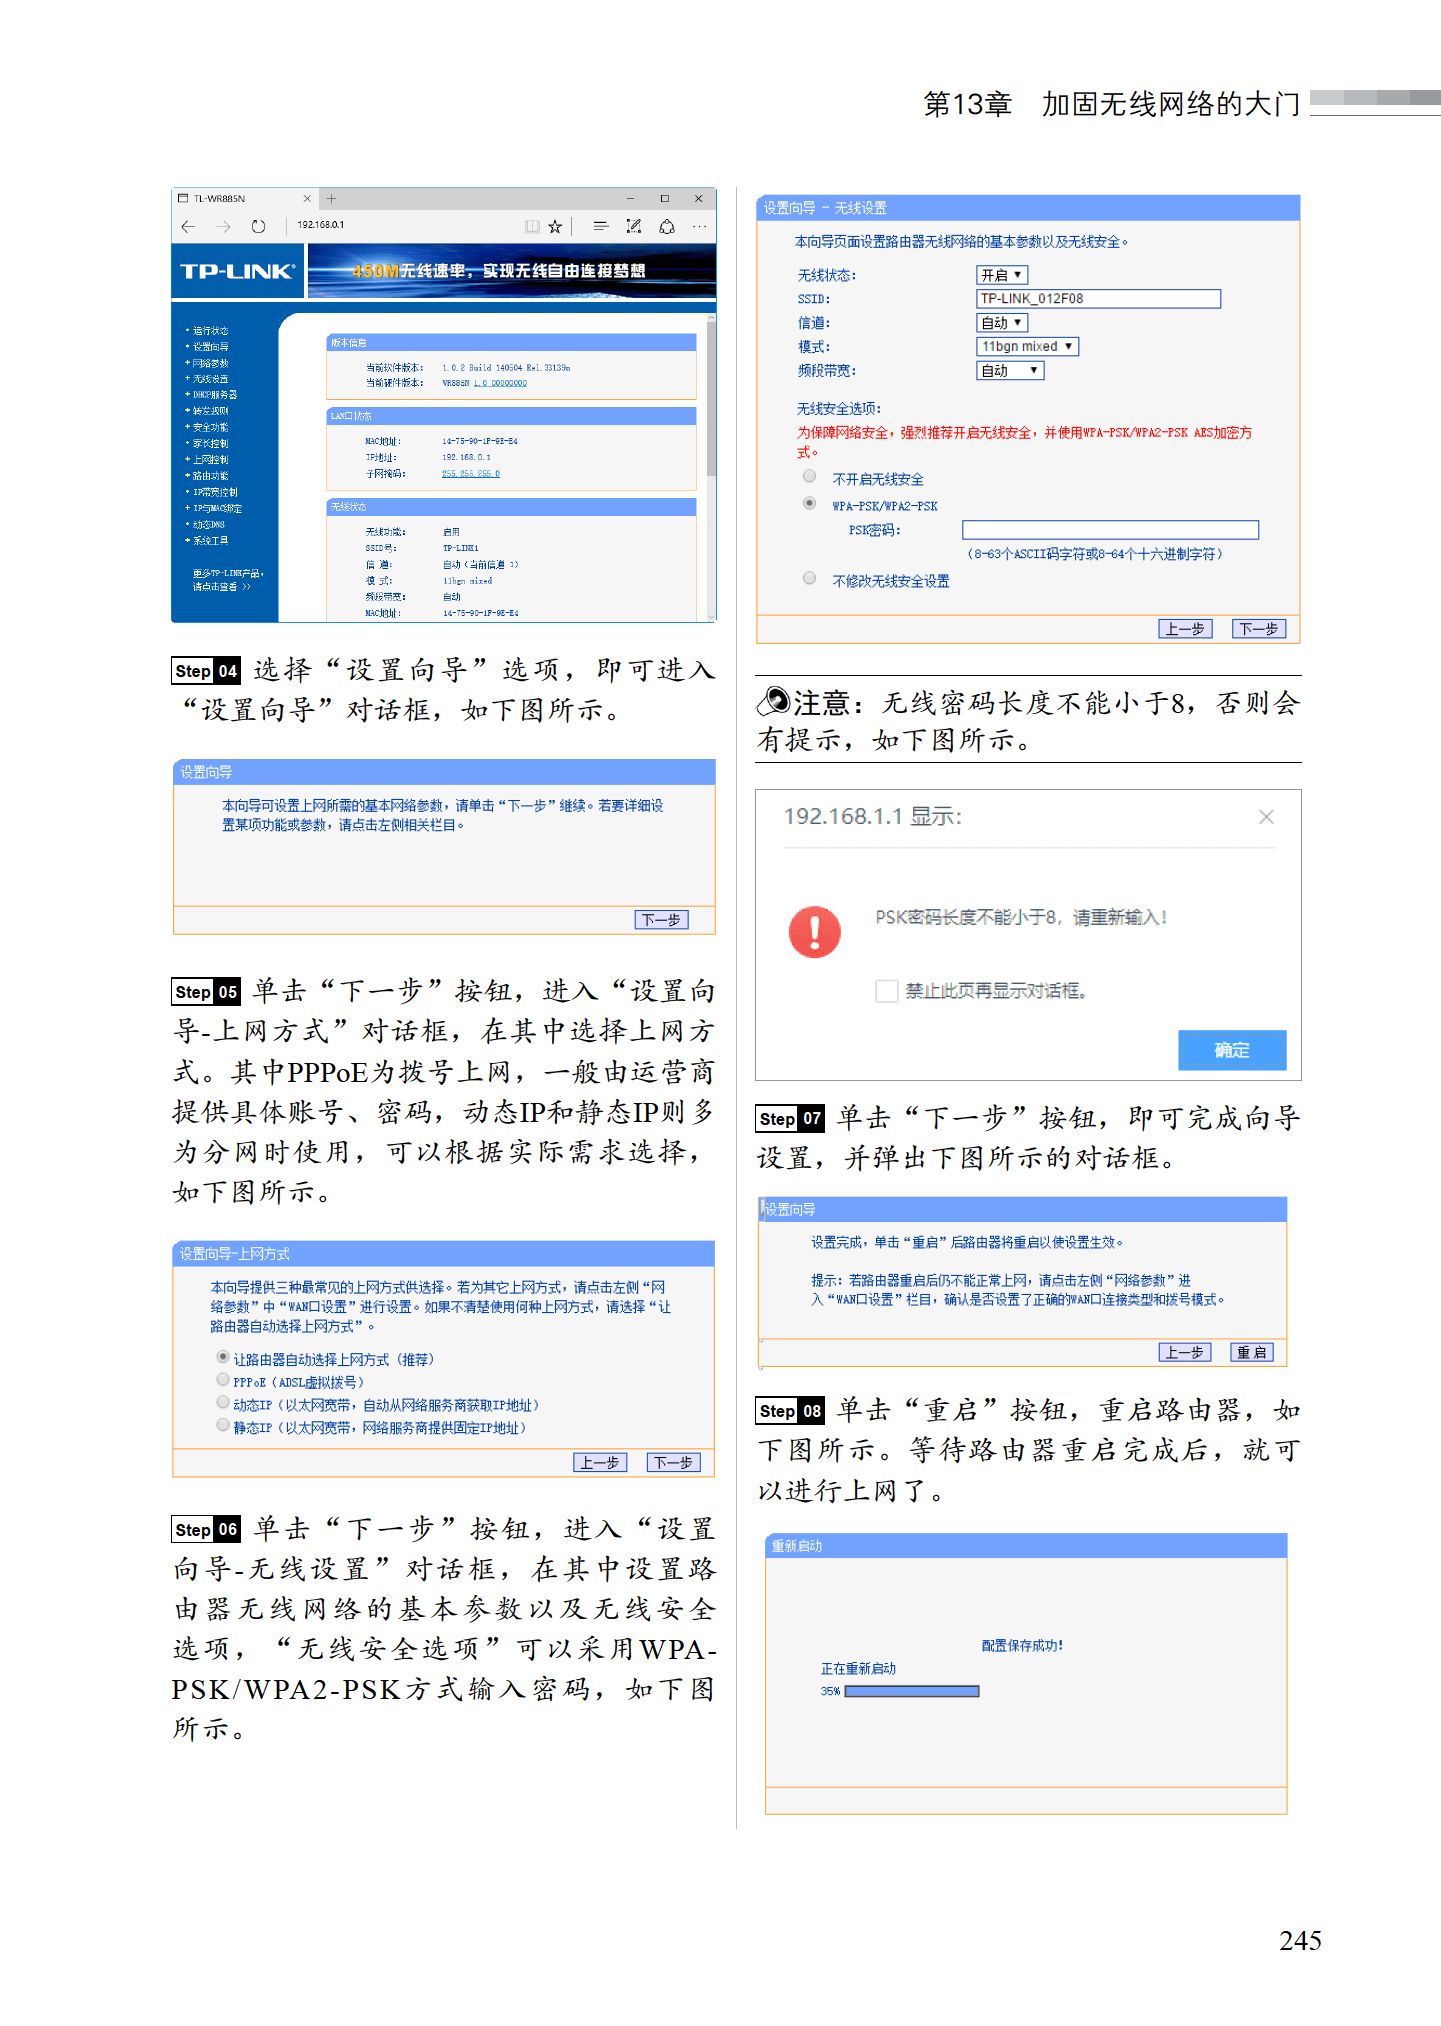 第13章 加固无线网络的大门
TL-WR885N
192.168.0.1
TP-LINK®
450M无线速率，实现无线自由连接梦想
• 运行状态
• 设置向导
+ 网络参数
+ 无线设置
+ DHCP服务器
+ 转发规则
+ 安全功能
• 家长控制
+ 上网控制
+ 路由功能
• IP带宽控制
+ IP与MAC绑定
• 动态DNS
+ 系统工具
更多TP-LINK产品，
请点击查看 >>
版本信息
当前软件版本： 1.0.2 Build 140504 Rel.33139n
当前硬件版本： WR885N 1.0 00000000
LAN口状态
MAC地址： 14-75-90-1F-9E-E4
IP地址： 192.168.0.1
子网掩码： 255.255.255.0
无线状态
无线功能： 启用
SSID号： TP-LINK1
信 道： 自动（当前信道 1）
模 式： 11bgn mixed
频段带宽： 自动
MAC地址： 14-75-90-1F-9E-E4
Step 04 选择“设置向导”选项，即可进入
“设置向导”对话框，如下图所示。
设置向导
本向导可设置上网所需的基本网络参数，请单击“下一步”继续。若要详细设
置某项功能或参数，请点击左侧相关栏目。
下一步
Step 05 单击“下一步”按钮，进入“设置向
导-上网方式”对话框，在其中选择上网方
式。其中PPPoE为拨号上网，一般由运营商
提供具体账号、密码，动态IP和静态IP则多
为分网时使用，可以根据实际需求选择，
如下图所示。
设置向导-上网方式
本向导提供三种最常见的上网方式供选择。若为其它上网方式，请点击左侧“网
络参数”中“WAN口设置”进行设置。如果不清楚使用何种上网方式，请选择“让
路由器自动选择上网方式”。
让路由器自动选择上网方式（推荐）
PPPoE（ADSL虚拟拨号）
动态IP（以太网宽带，自动从网络服务商获取IP地址）
静态IP（以太网宽带，网络服务商提供固定IP地址）
上一步 下一步
Step 06 单击“下一步”按钮，进入“设置
向导-无线设置”对话框，在其中设置路
由器无线网络的基本参数以及无线安全
选项，“无线安全选项”可以采用WPA-
PSK/WPA2-PSK方式输入密码，如下图
所示。
设置向导 - 无线设置
本向导页面设置路由器无线网络的基本参数以及无线安全。
无线状态： 开启
SSID： TP-LINK_012F08
信道： 自动
模式： 11bgn mixed
频段带宽： 自动
无线安全选项：
为保障网络安全，强烈推荐开启无线安全，并使用WPA-PSK/WPA2-PSK AES加密方
式。
不开启无线安全
WPA-PSK/WPA2-PSK
PSK密码：
（8-63个ASCII码字符或8-64个十六进制字符）
不修改无线安全设置
上一步 下一步
注意：无线密码长度不能小于8，否则会
有提示，如下图所示。
192.168.1.1 显示：
PSK密码长度不能小于8，请重新输入！
禁止此页再显示对话框。
确定
Step 07 单击“下一步”按钮，即可完成向导
设置，并弹出下图所示的对话框。
设置向导
设置完成，单击“重启”后路由器将重启以使设置生效。
提示：若路由器重启后仍不能正常上网，请点击左侧“网络参数”进
入“WAN口设置”栏目，确认是否设置了正确的WAN口连接类型和拨号模式。
上一步 重 启
Step 08 单击“重启”按钮，重启路由器，如
下图所示。等待路由器重启完成后，就可
以进行上网了。
重新启动
配置保存成功！
正在重新启动
35%
245